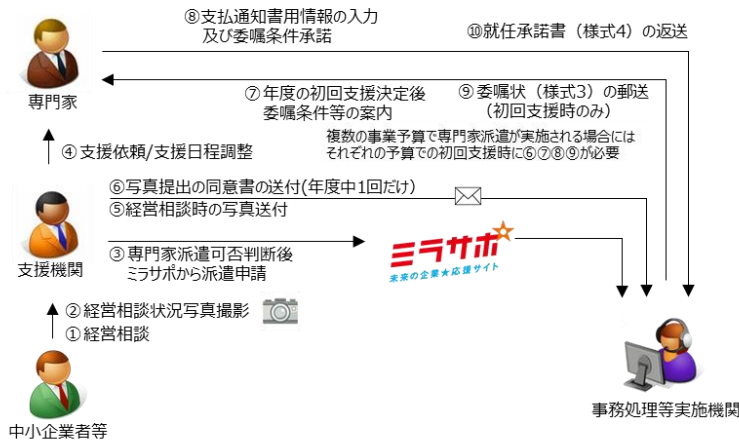 ⑧支払通知書用情報の入力
及び委嘱条件承諾
⑩就任承諾書（様式4）の返送
専門家
⑦年度の初回支援決定後
委嘱条件等の案内
⑨委嘱状（様式3）の郵送
（初回支援時のみ）
複数の事業予算で専門家派遣が実施される場合には
それぞれの予算での初回支援時に⑥⑦⑧⑨が必要
④支援依頼/支援日程調整
⑥写真提出の同意書の送付(年度中1回だけ)
⑤経営相談時の写真送付
支援機関
③専門家派遣可否判断後
ミラサポから派遣申請
ミラサポ
未来の企業★応援サイト
②経営相談状況写真撮影
①経営相談
中小企業者等
事務処理等実施機関